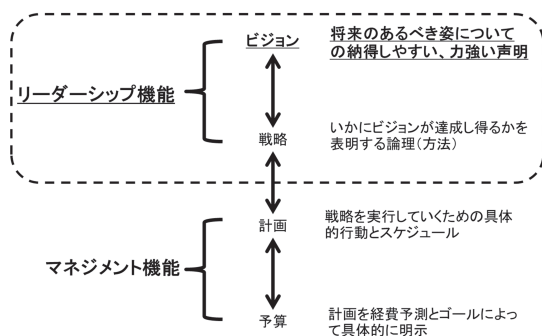 ビジョン
将来のあるべき姿について
の納得しやすい、力強い声明
リーダーシップ機能
戦略
いかにビジョンが達成し得るかを
表明する論理(方法)
計画
戦略を実行していくための具体
的行動とスケジュール
マネジメント機能
予算
計画を経費予測とゴールによっ
て具体的に明示